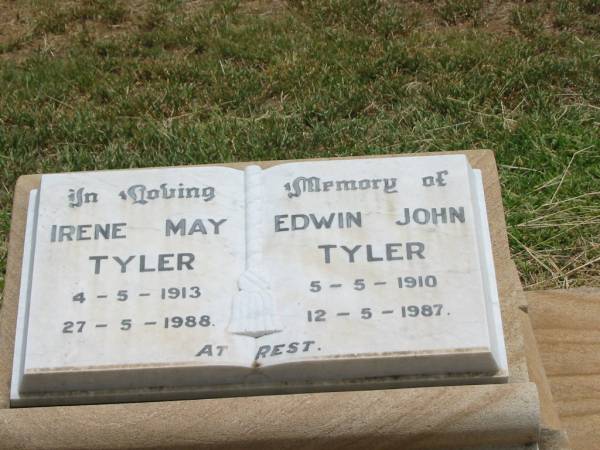 In Loving Memory of
IRENE MAY
TYLER
4 - 5 - 1913
27 - 5 - 1988.
EDWIN JOHN
TYLER
5 - 5 - 1910
12 - 5 - 1987.
AT REST.